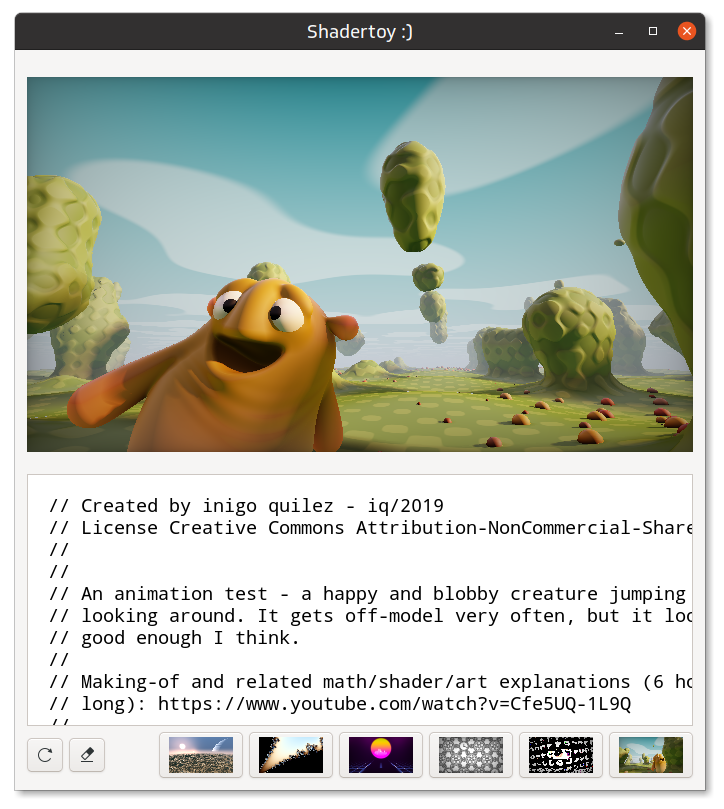 Shadertoy :)
// Created by inigo quilez - iq/2019
// License Creative Commons Attribution-NonCommercial-Share
//
//
// An animation test - a happy and blobby creature jumping
// looking around. It gets off-model very often, but it loo
// good enough I think.
//
// Making-of and related math/shader/art explanations (6 ho
// long): https://www.youtube.com/watch?v=Cfe5UQ-1L9Q
//